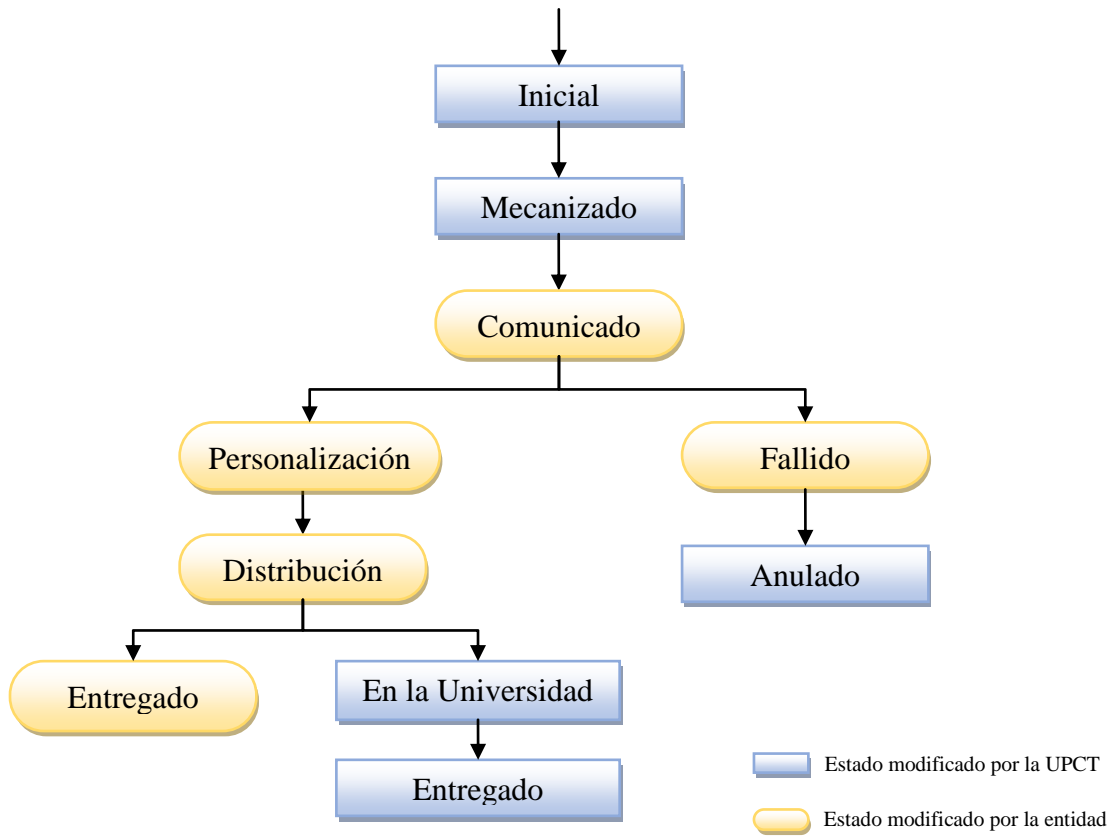 Inicial
Mecanizado
Comunicado
Personalización
Fallido
Distribución
Anulado
Entregado
En la Universidad
Entregado
Estado modificado por la UPCT
Estado modificado por la entidad